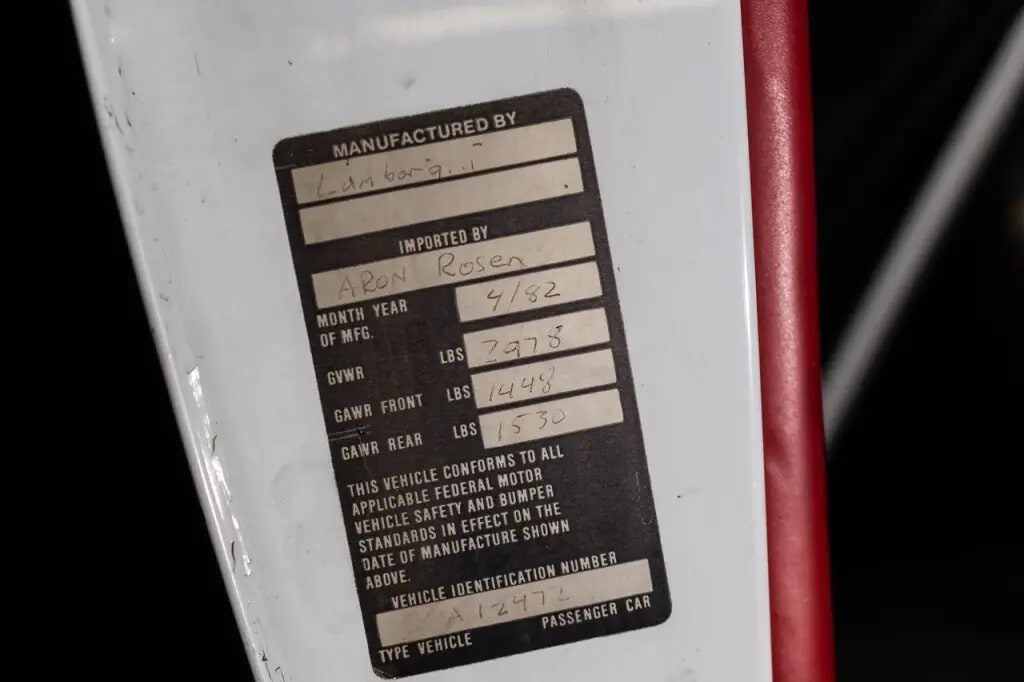 MANUFACTURED BY
IMPORTED BY
ARON Rosen
MONTH YEAR 4/82
OF MFG.
GVWR LBS 2978
GAWR FRONT LBS 1448
GAWR REAR LBS 1530
THIS VEHICLE CONFORMS TO ALL
APPLICABLE FEDERAL MOTOR
VEHICLE SAFETY AND BUMPER
STANDARDS IN EFFECT ON THE
DATE OF MANUFACTURE SHOWN
ABOVE.
VEHICLE IDENTIFICATION NUMBER
A12472
TYPE VEHICLE PASSENGER CAR